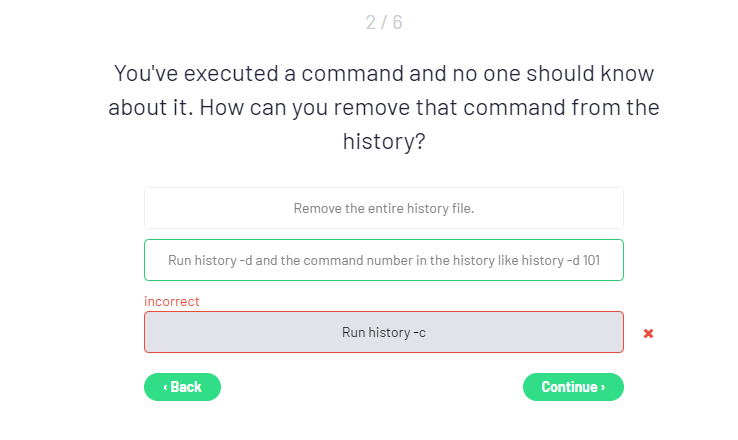 2 / 6
You've executed a command and no one should know
about it. How can you remove that command from the
history?
Remove the entire history file.
Run history -d and the command number in the history like history -d 101
incorrect
Run history -c
‹ Back
Continue ›